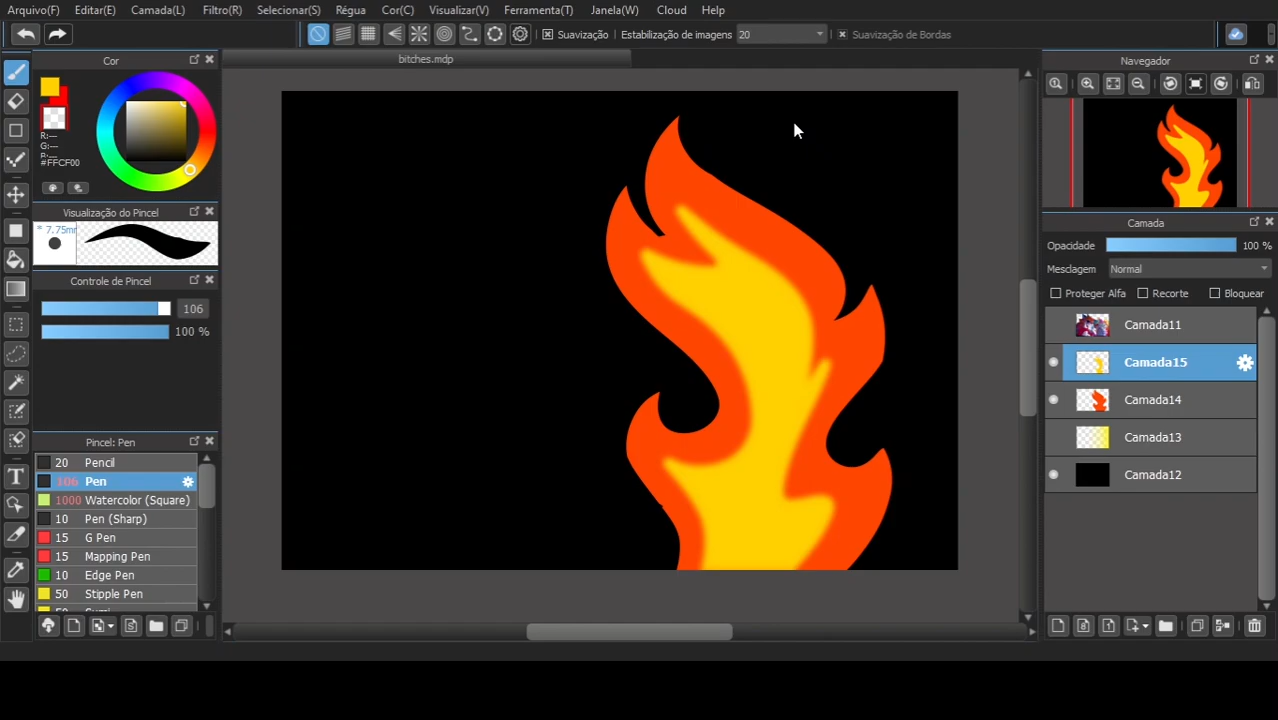 Arquivo(F) Editar(E) Camada(L) Filtro(R) Selecionar(S) Régua Cor(C) Visualizar(V) Ferramenta(T) Janela(W) Cloud Help
Suavização Estabilização de imagens 20 Suavização de Bordas
bitches.mdp
Cor
R:---
G:---
B:---
#FFCF00
Visualização do Pincel
* 7.75mm
Controle de Pincel
106
100 %
Pincel: Pen
20 Pencil
106 Pen
1000 Watercolor (Square)
10 Pen (Sharp)
15 G Pen
15 Mapping Pen
10 Edge Pen
50 Stipple Pen
T
Navegador
Camada
Opacidade 100 %
Mesclagem Normal
Proteger Alfa Recorte Bloquear
Camada11
Camada15
Camada14
Camada13
Camada12